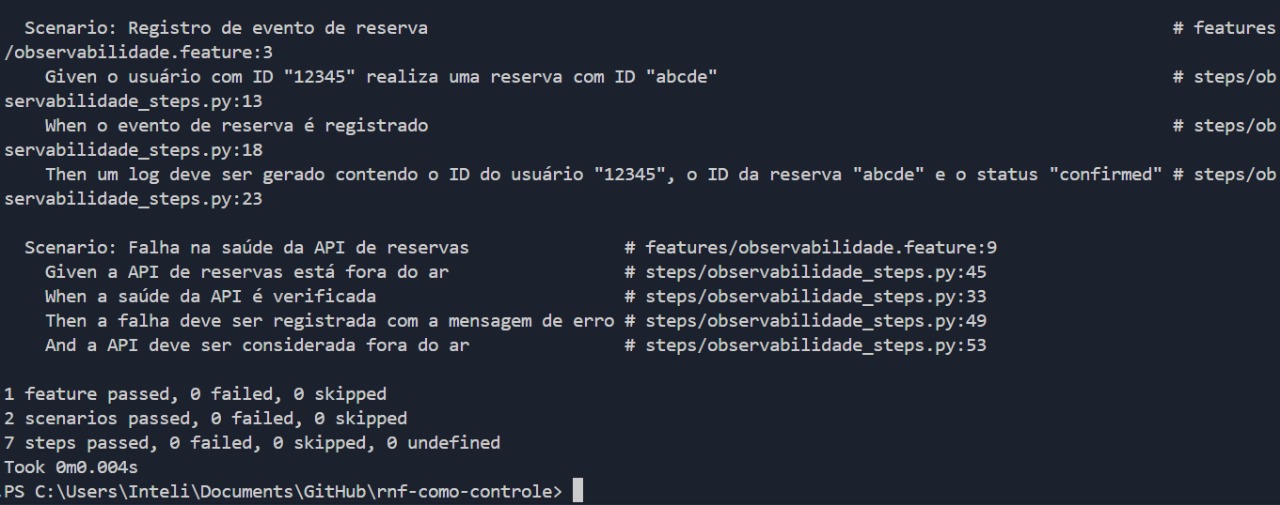 Scenario: Registro de evento de reserva # features
/observabilidade.feature:3
Given o usuário com ID "12345" realiza uma reserva com ID "abcde" # steps/ob
servabilidade_steps.py:13
When o evento de reserva é registrado # steps/ob
servabilidade_steps.py:18
Then um log deve ser gerado contendo o ID do usuário "12345", o ID da reserva "abcde" e o status "confirmed" # steps/ob
servabilidade_steps.py:23
Scenario: Falha na saúde da API de reservas # features/observabilidade.feature:9
Given a API de reservas está fora do ar # steps/observabilidade_steps.py:45
When a saúde da API é verificada # steps/observabilidade_steps.py:33
Then a falha deve ser registrada com a mensagem de erro # steps/observabilidade_steps.py:49
And a API deve ser considerada fora do ar # steps/observabilidade_steps.py:53
1 feature passed, 0 failed, 0 skipped
2 scenarios passed, 0 failed, 0 skipped
7 steps passed, 0 failed, 0 skipped, 0 undefined
Took 0m0.004s
PS C:\Users\Inteli\Documents\GitHub\rnf-como-controle>